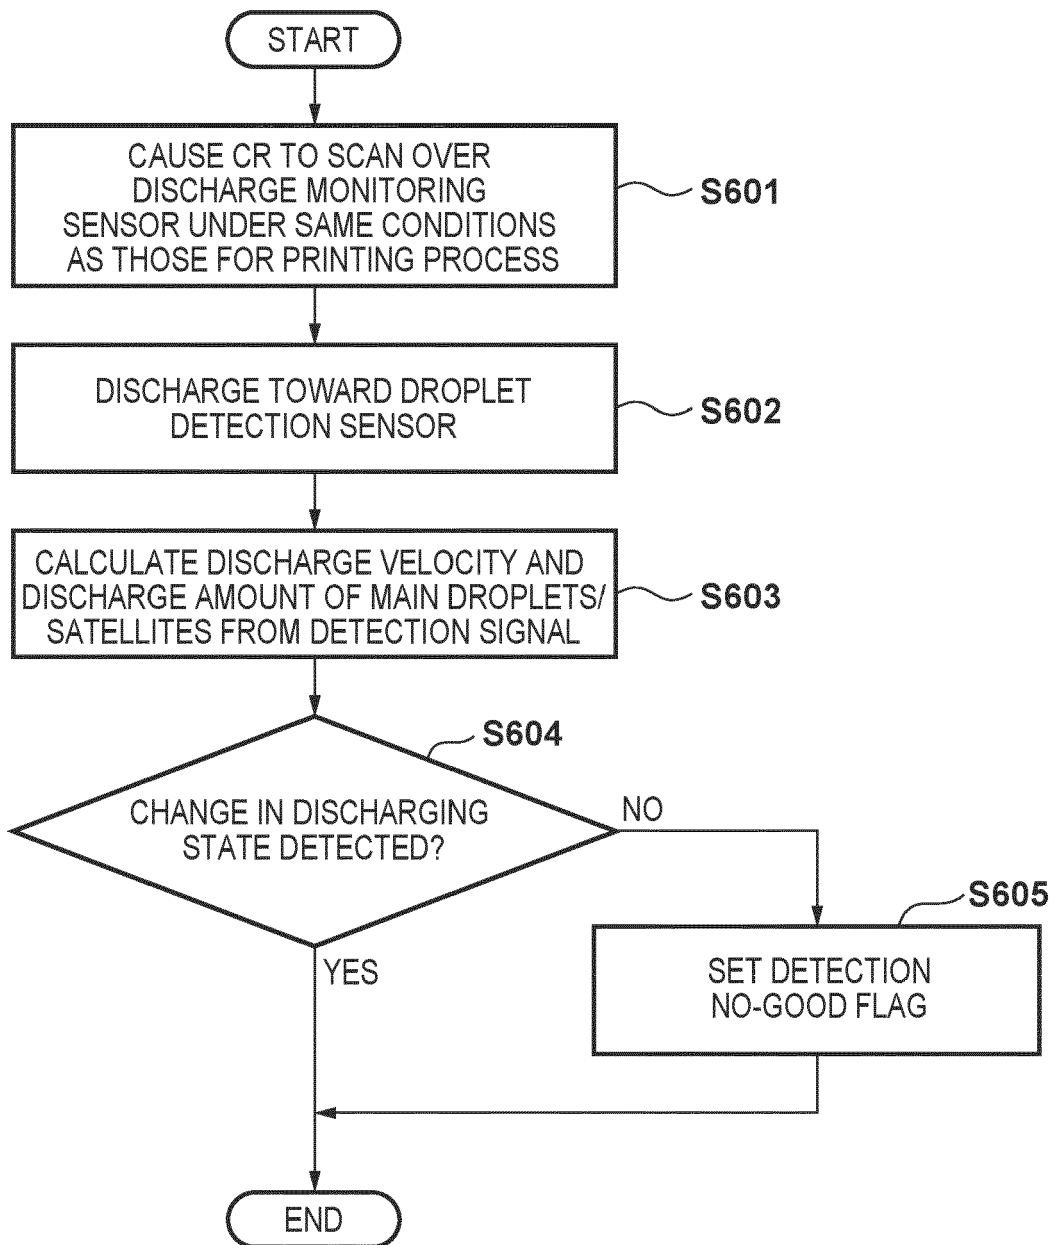 START
CAUSE CR TO SCAN OVER
DISCHARGE MONITORING
SENSOR UNDER SAME CONDITIONS
AS THOSE FOR PRINTING PROCESS
S601
DISCHARGE TOWARD DROPLET
DETECTION SENSOR
S602
CALCULATE DISCHARGE VELOCITY AND
DISCHARGE AMOUNT OF MAIN DROPLETS/
SATELLITES FROM DETECTION SIGNAL
S603
S604
CHANGE IN DISCHARGING
STATE DETECTED?
NO
YES
S605
SET DETECTION
NO-GOOD FLAG
END